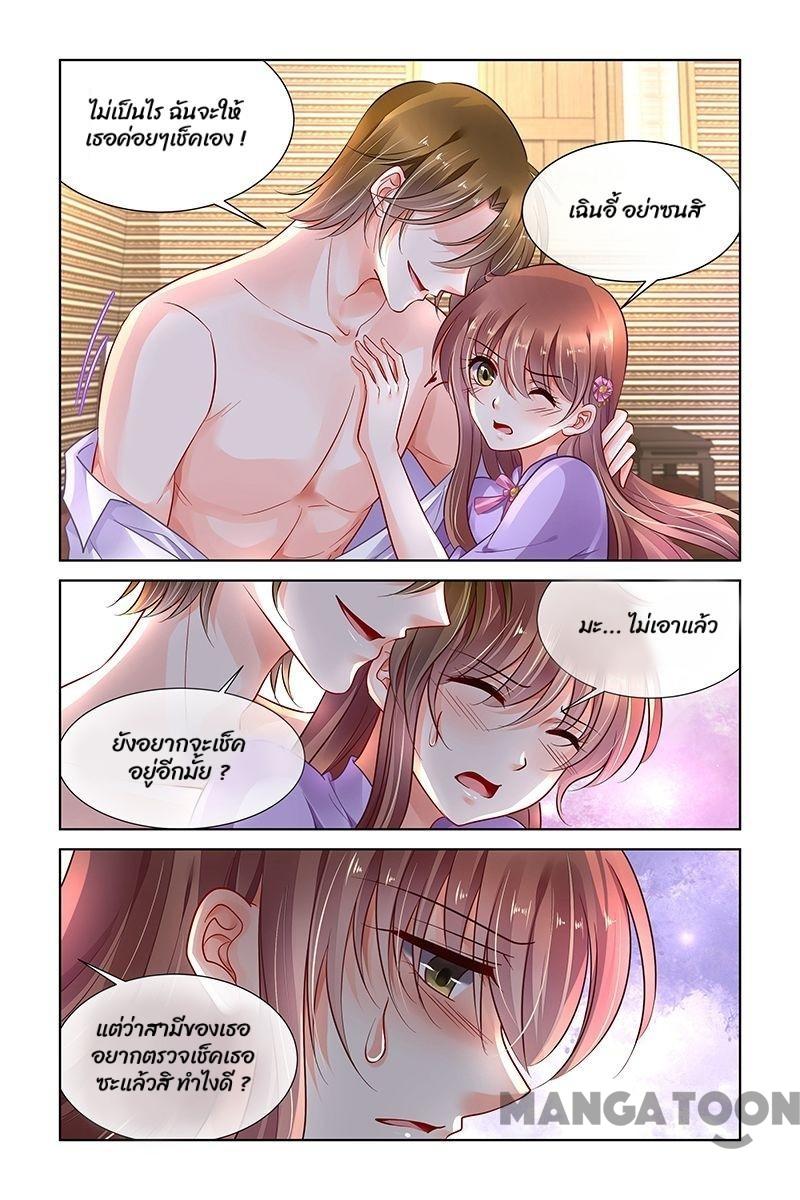 ไม่เป็นไร ฉันจะให้
เธอค่อยๆเช็คเอง !
เฉินอี้ อย่าซนสิ
มะ... ไม่เอาแล้ว
ยังอยากจะเช็ค
อยู่อีกมั้ย ?
แต่ว่าสามีของเธอ
อยากตรวจเช็คเธอ
ซะแล้วสิ ทำไงดี ?
MANGATOON